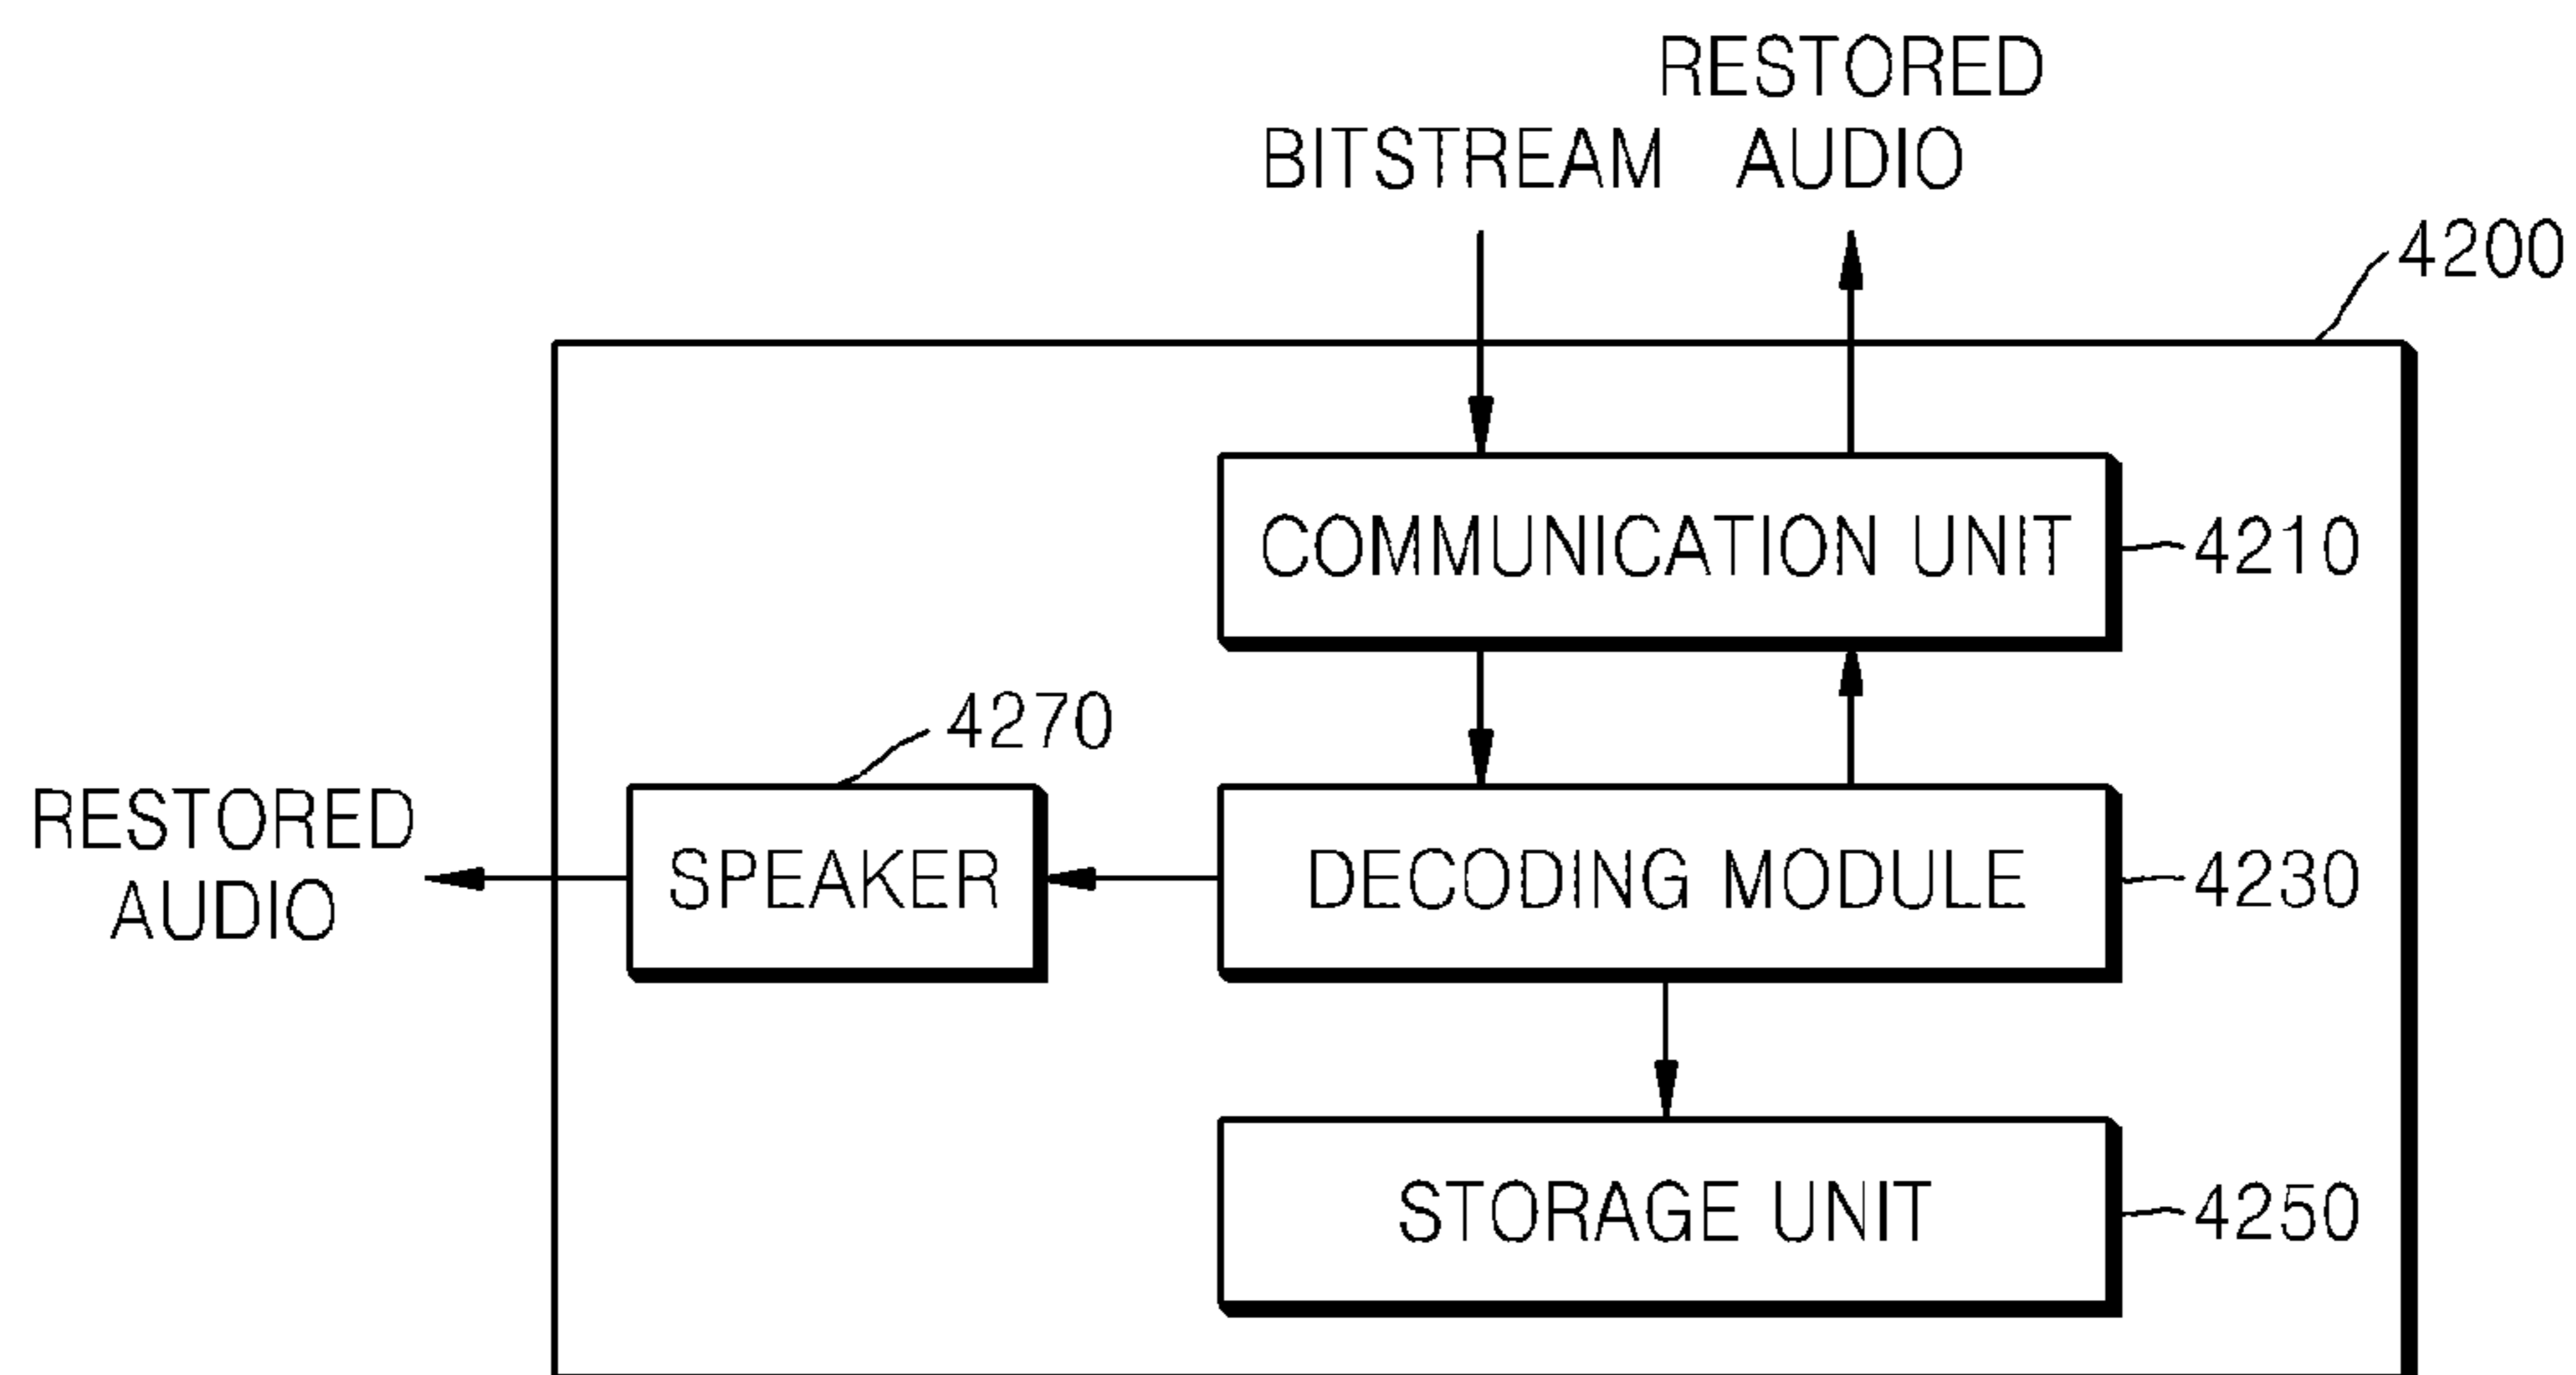 RESTORED
BITSTREAM AUDIO
4200
COMMUNICATION UNIT
4210
4270
RESTORED
AUDIO
SPEAKER
DECODING MODULE
4230
STORAGE UNIT
4250